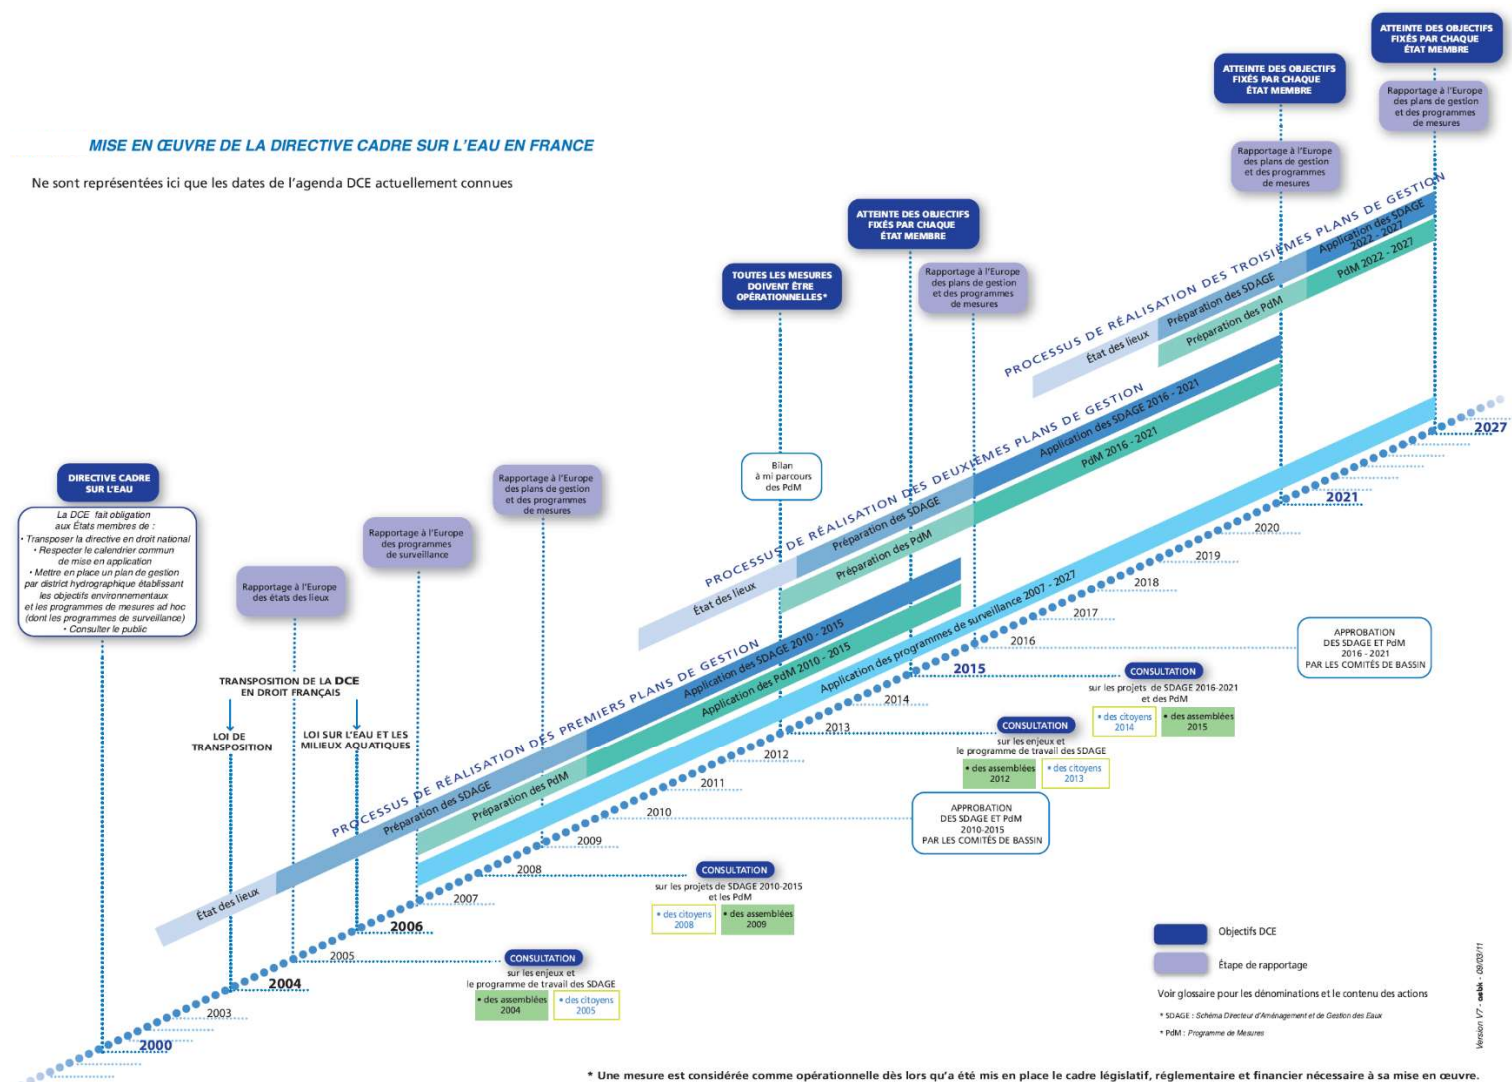 MISE EN ŒUVRE DE LA DIRECTIVE CADRE SUR L'EAU EN FRANCE
Ne sont représentées ici que les dates de l'agenda DCE actuellement connues
DIRECTIVE CADRE
SUR L'EAU
La DCE fait obligation
aux États membres de :
• Transposer la directive en droit national
• Respecter le calendrier commun
de mise en application
• Mettre en place un plan de gestion
par district hydrographique établissant
les objectifs environnementaux
et les programmes de mesures ad hoc
(dont les programmes de surveillance)
• Consulter le public
Rapportage à l'Europe
des états des lieux
Rapportage à l'Europe
des programmes
de surveillance
Rapportage à l'Europe
des plans de gestion
et des programmes
de mesures
TOUTES LES MESURES
DOIVENT ÊTRE
OPÉRATIONNELLES*
Bilan
à mi parcours
des PdM
ATTEINTE DES OBJECTIFS
FIXÉS PAR CHAQUE
ÉTAT MEMBRE
Rapportage à l'Europe
des plans de gestion
et des programmes
de mesures
ATTEINTE DES OBJECTIFS
FIXÉS PAR CHAQUE
ÉTAT MEMBRE
Rapportage à l'Europe
des plans de gestion
et des programmes
de mesures
ATTEINTE DES OBJECTIFS
FIXÉS PAR CHAQUE
ÉTAT MEMBRE
Rapportage à l'Europe
des plans de gestion
et des programmes
de mesures
TRANSPOSITION DE LA DCE
EN DROIT FRANÇAIS
LOI DE
TRANSPOSITION
LOI SUR L'EAU ET LES
MILIEUX AQUATIQUES
PROCESSUS DE RÉALISATION DES PREMIERS PLANS DE GESTION
État des lieux
Préparation des SDAGE
Application des SDAGE 2010 - 2015
Préparation des PdM
Application des PdM 2010 - 2015
Application des programmes de surveillance 2007 - 2027
PROCESSUS DE RÉALISATION DES DEUXIÈMES PLANS DE GESTION
État des lieux
Préparation des SDAGE
Application des SDAGE 2016 - 2021
Préparation des PdM
PdM 2016 - 2021
PROCESSUS DE RÉALISATION DES TROISIÈMES PLANS DE GESTION
État des lieux
Préparation des SDAGE
Application des SDAGE
2022 - 2027
Préparation des PdM
PdM 2022 - 2027
2000
2003
2004
2005
2006
2007
2008
2009
2010
2011
2012
2013
2014
2015
2016
2017
2018
2019
2020
2021
2027
CONSULTATION
sur les enjeux et
le programme de travail des SDAGE
• des assemblées
2004
• des citoyens
2005
CONSULTATION
sur les projets de SDAGE 2010-2015
et les PdM
• des citoyens
2008
• des assemblées
2009
APPROBATION
DES SDAGE ET PdM
2010-2015
PAR LES COMITÉS DE BASSIN
CONSULTATION
sur les enjeux et
le programme de travail des SDAGE
• des assemblées
2012
• des citoyens
2013
CONSULTATION
sur les projets de SDAGE 2016-2021
et des PdM
• des citoyens
2014
• des assemblées
2015
APPROBATION
DES SDAGE ET PdM
2016 - 2021
PAR LES COMITÉS DE BASSIN
Objectifs DCE
Étape de rapportage
Voir glossaire pour les dénominations et le contenu des actions
* SDAGE : Schéma Directeur d'Aménagement et de Gestion des Eaux
* PdM : Programme de Mesures
Version V7 - oebk - 09/03/11
* Une mesure est considérée comme opérationnelle dès lors qu'a été mis en place le cadre législatif, réglementaire et financier nécessaire à sa mise en œuvre.